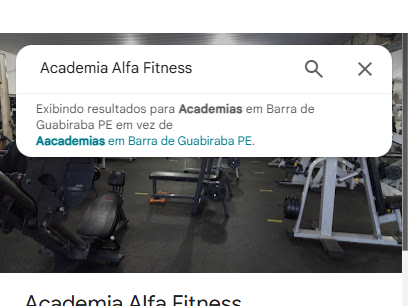 Academia Alfa Fitness
Exibindo resultados para Academias em Barra de
Guabiraba PE em vez de
Aacademias em Barra de Guabiraba PE.
Academia Alfa Fitness